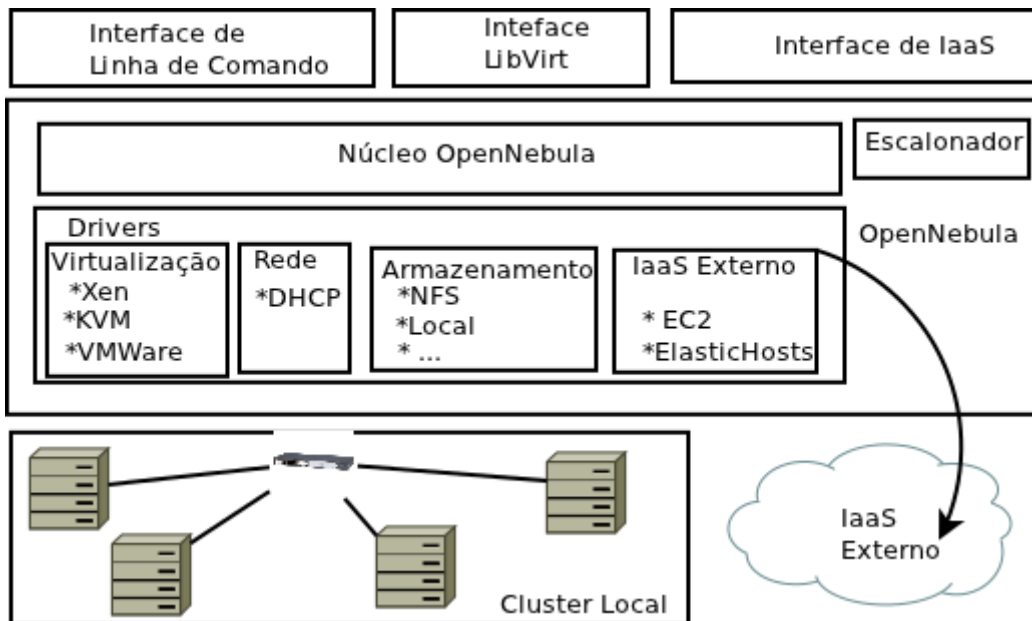 Interface de
Linha de Comando
Inteface
LibVirt
Interface de IaaS
Núcleo OpenNebula
Escalonador
OpenNebula
Drivers
Virtualização
*Xen
*KVM
*VMWare
Rede
*DHCP
Armazenamento
*NFS
*Local
* ...
IaaS Externo
* EC2
*ElasticHosts
Cluster Local
IaaS
Externo